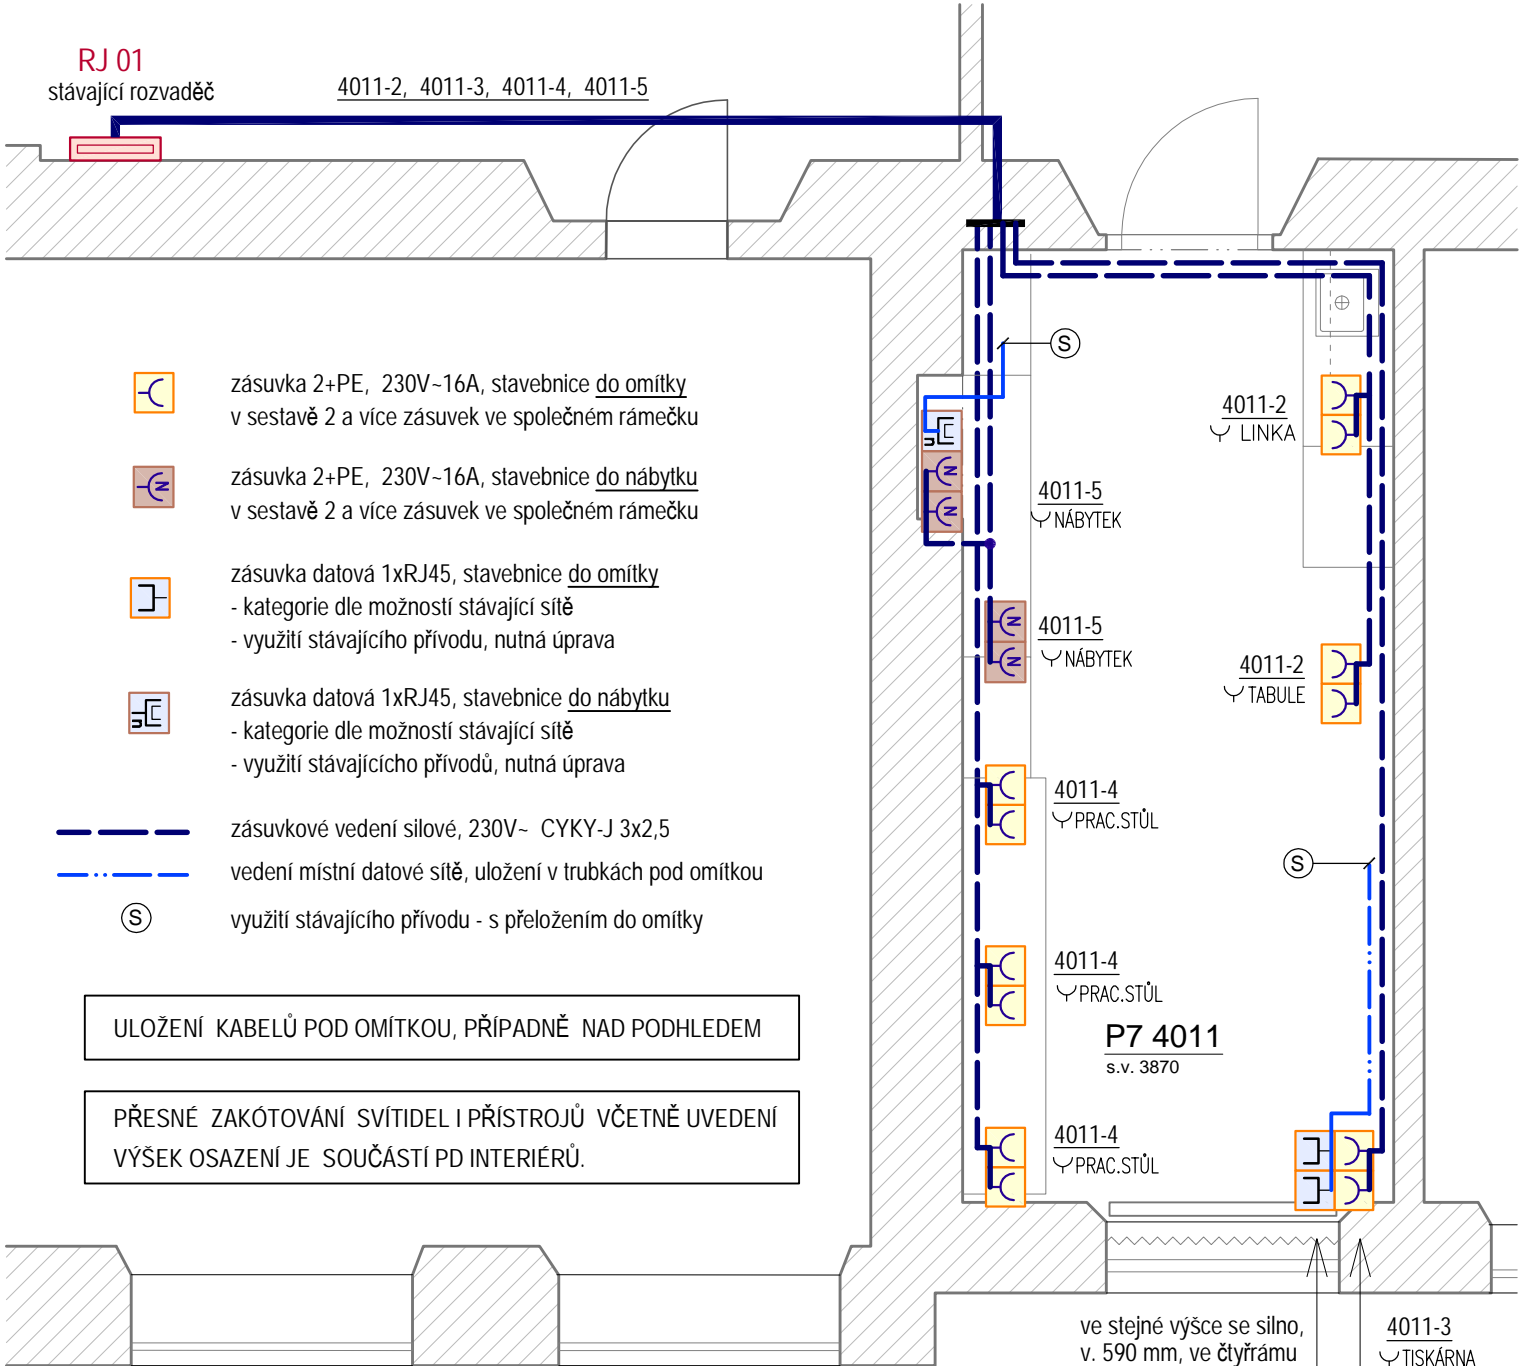 RJ 01
stávající rozvaděč
4011-2, 4011-3, 4011-4, 4011-5
S
zásuvka 2+PE, 230V~16A, stavebnice do omítky
v sestavě 2 a více zásuvek ve společném rámečku
N
zásuvka 2+PE, 230V~16A, stavebnice do nábytku
v sestavě 2 a více zásuvek ve společném rámečku
zásuvka datová 1xRJ45, stavebnice do omítky
- kategorie dle možností stávající sítě
- využití stávajícího přívodu, nutná úprava
zásuvka datová 1xRJ45, stavebnice do nábytku
- kategorie dle možností stávající sítě
- využití stávajícícho přívodů, nutná úprava
zásuvkové vedení silové, 230V~ CYKY-J 3x2,5
vedení místní datové sítě, uložení v trubkách pod omítkou
S
využití stávajícího přívodu - s přeložením do omítky
ULOŽENÍ KABELŮ POD OMÍTKOU, PŘÍPADNĚ NAD PODHLEDEM
PŘESNÉ ZAKÓTOVÁNÍ SVÍTIDEL I PŘÍSTROJŮ VČETNĚ UVEDENÍ
VÝŠEK OSAZENÍ JE SOUČÁSTÍ PD INTERIÉRŮ.
4011-2
LINKA
N
N
4011-5
NÁBYTEK
N
N
4011-5
NÁBYTEK
4011-2
TABULE
4011-4
PRAC.STŮL
S
4011-4
PRAC.STŮL
P7 4011
s.v. 3870
4011-4
PRAC.STŮL
ve stejné výšce se silno,
v. 590 mm, ve čtyřrámu
4011-3
TISKÁRNA